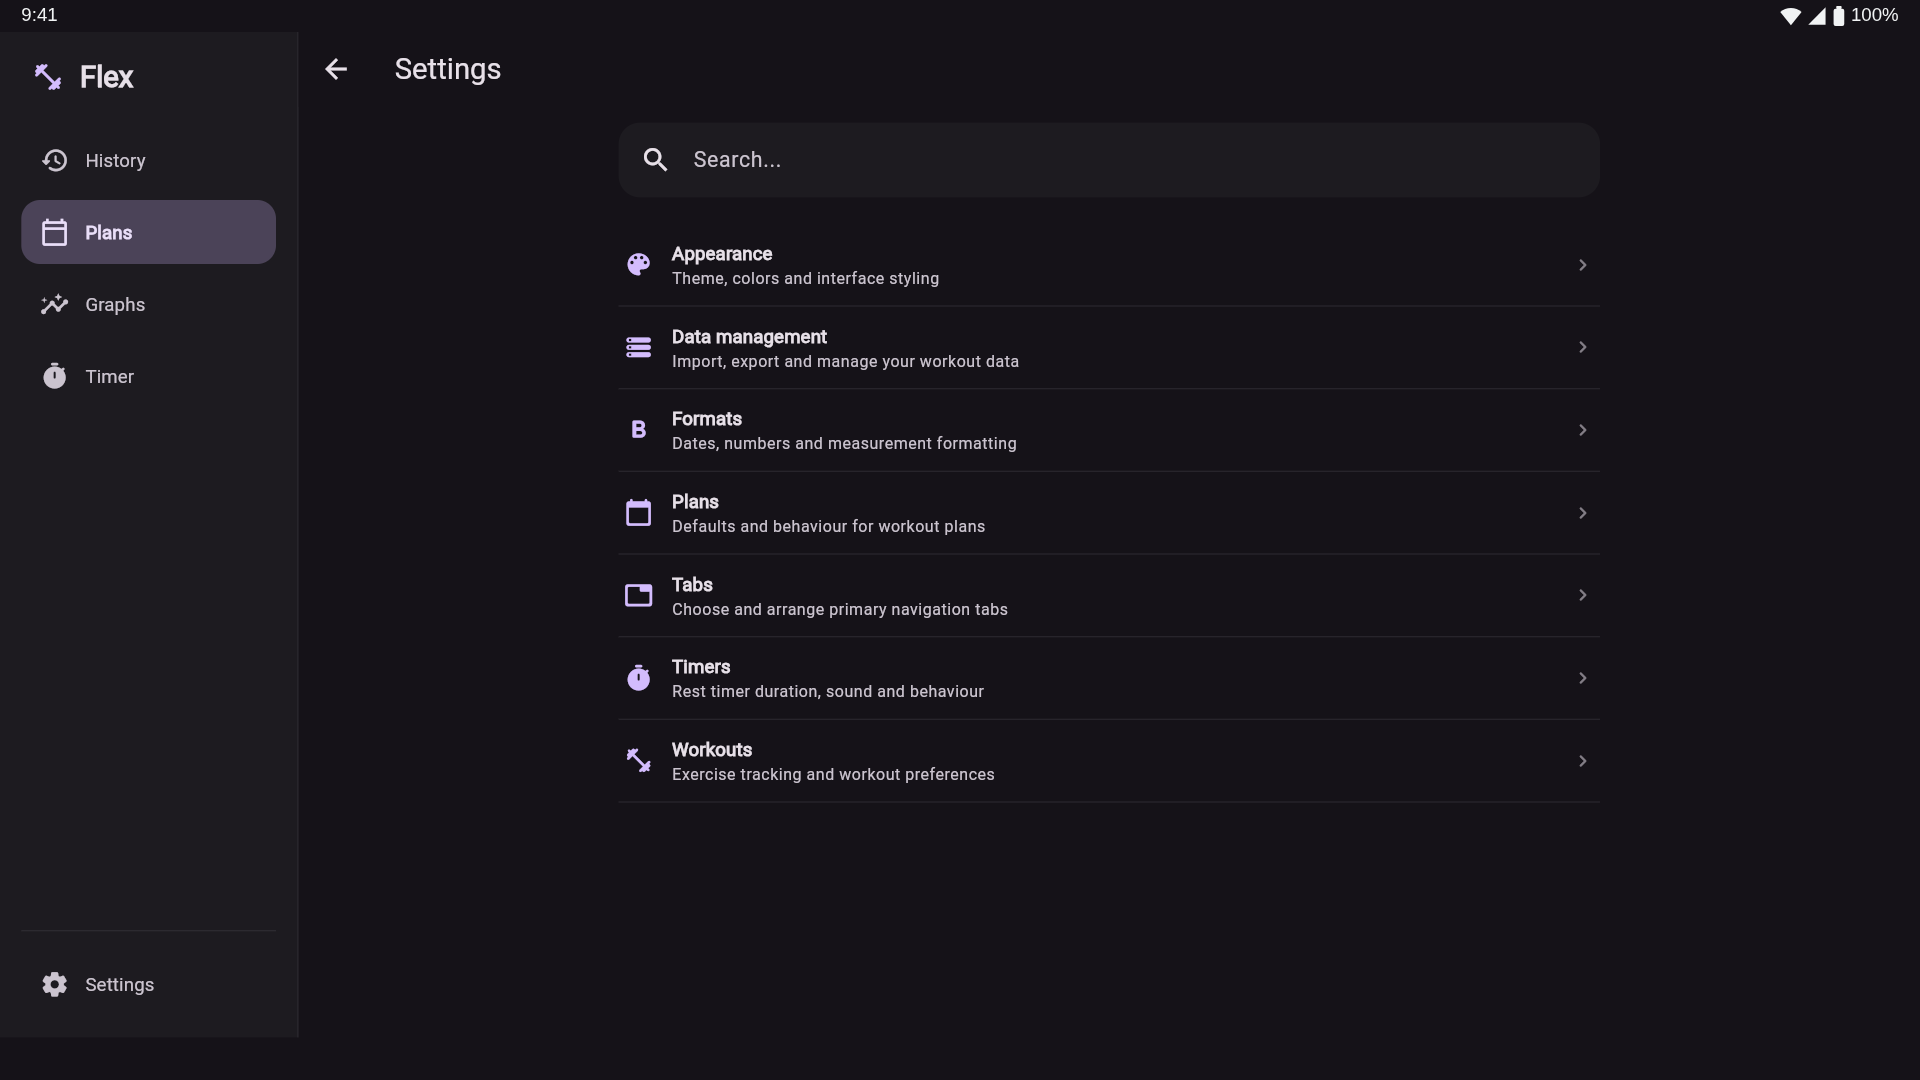 9:41
100%
Flex
Settings
History
Plans
Graphs
Timer
Search...
Appearance
Theme, colors and interface styling
Data management
Import, export and manage your workout data
Formats
Dates, numbers and measurement formatting
Plans
Defaults and behaviour for workout plans
Tabs
Choose and arrange primary navigation tabs
Timers
Rest timer duration, sound and behaviour
Workouts
Exercise tracking and workout preferences
Settings